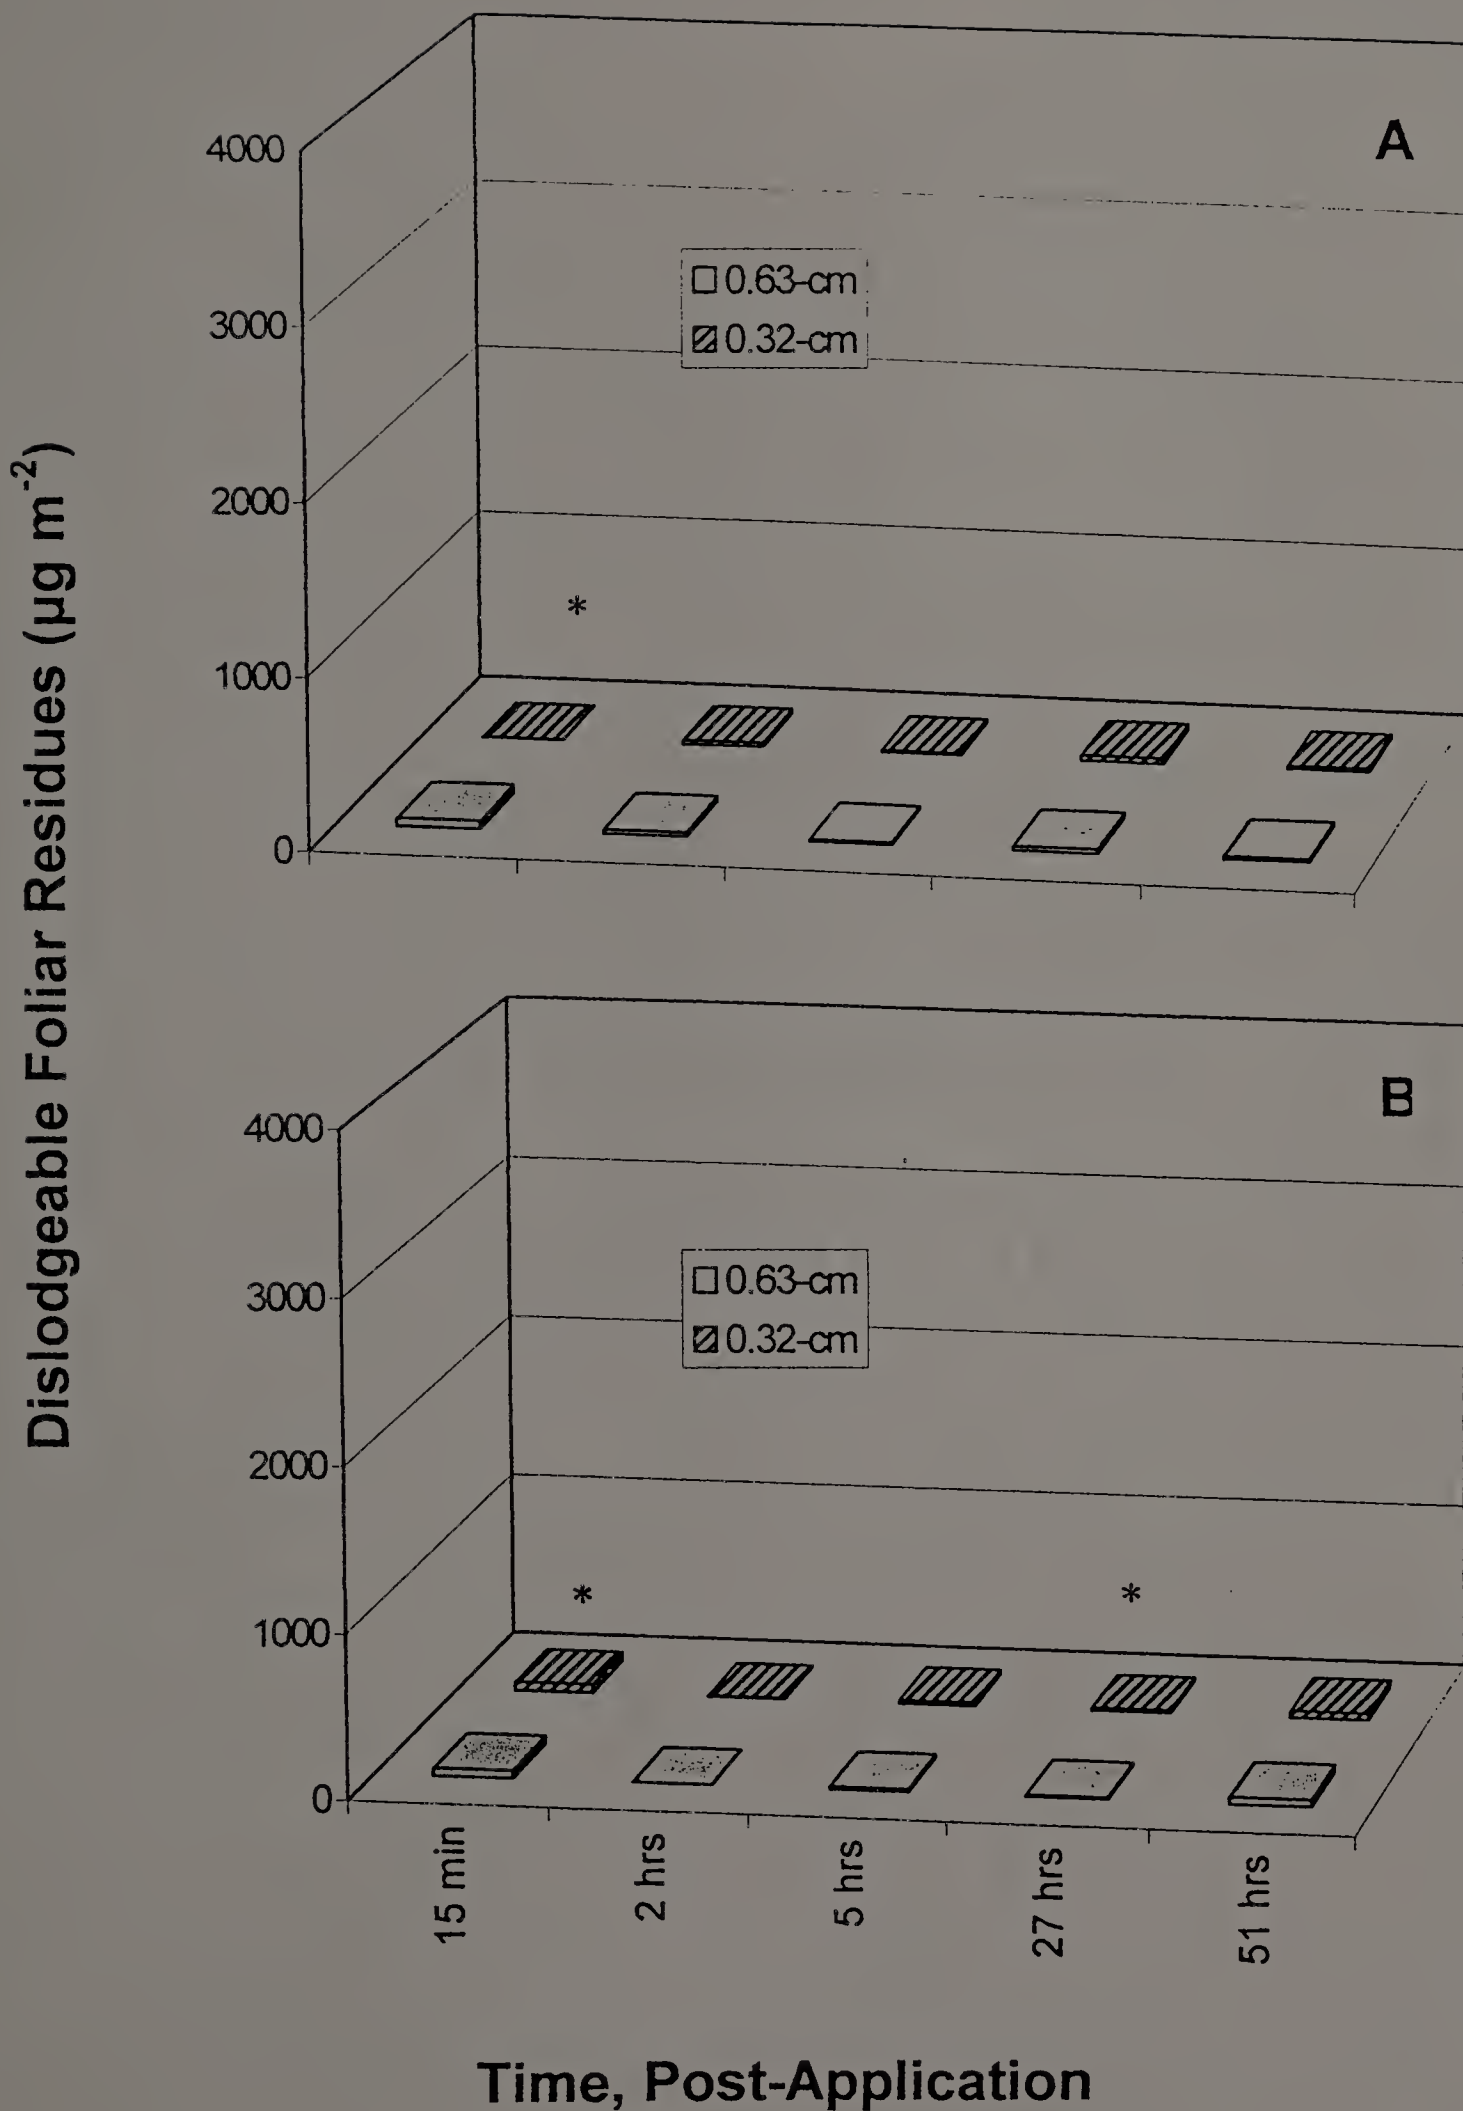 Dislodgeable Foliar Residues (µg m-2)
A
4000
3000
2000
1000
0
0.63-cm
0.32-cm
*
B
4000
3000
2000
1000
0
0.63-cm
0.32-cm
* *
15 min
2 hrs
5 hrs
27 hrs
51 hrs
Time, Post-Application